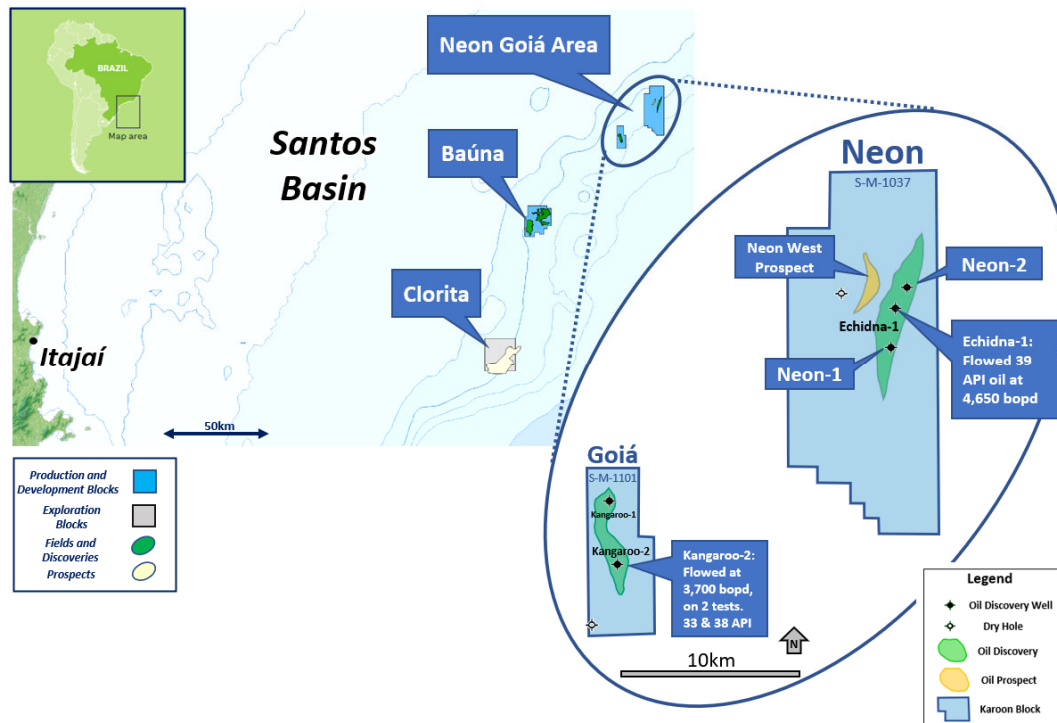 BRAZIL
Map area
Santos
Basin
Neon Goiá Area
Baúna
Clorita
Itajaí
50km
Production and
Development Blocks
Exploration
Blocks
Fields and
Discoveries
Prospects
Neon
S-M-1037
Neon West
Prospect
Neon-2
Echidna-1
Neon-1
Echidna-1:
Flowed 39
API oil at
4,650 bopd
Goiá
S-M-1101
Kangaroo-1
Kangaroo-2
Kangaroo-2:
Flowed at
3,700 bopd,
on 2 tests.
33 & 38 API
N
10km
Legend
Oil Discovery Well
Dry Hole
Oil Discovery
Oil Prospect
Karoon Block